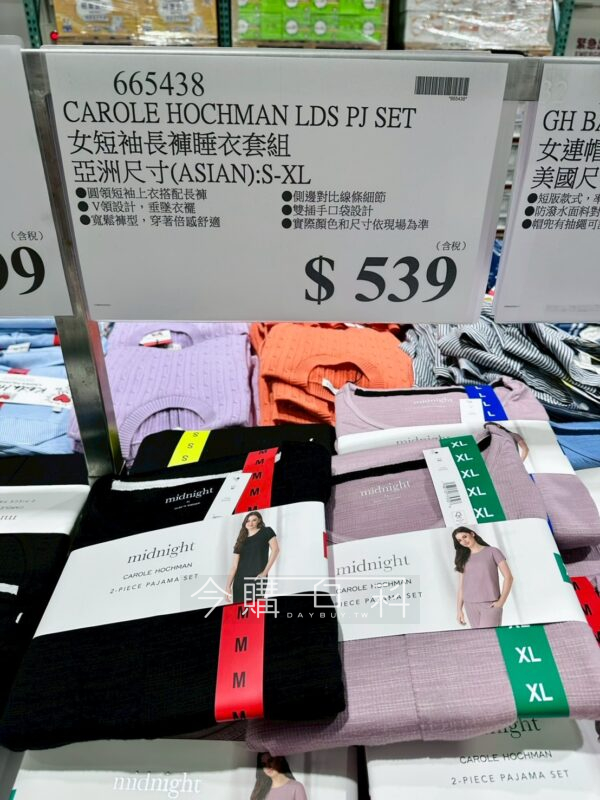 665438
*665438*
CAROLE HOCHMAN LDS PJ SET
女短袖長褲睡衣套組
亞洲尺寸(ASIAN):S-XL
●圓領短袖上衣搭配長褲
●V領設計，垂墜衣襬
●寬鬆褲型，穿著倍感舒適
●側邊對比線條細節
●雙插手口袋設計
●實際顏色和尺寸依現場為準
(含稅)
$ 539
(含稅)
99
GH BA
女連帽
美國尺
●短版款式，率
●防潑水面料對
●帽兜有抽繩可
L
L
L
S
S
S
M
M
M
XL
XL
XL
XL
midnight
midnight
midnight
midnight
CAROLE HOCHMAN
2-PIECE PAJAMA SET
midnight
CAROLE HOCHMAN
PIECE PAJAMA SET
今購百科
DAYBUY.TW
M
M
M
M
XL
XL
XL
midnight
midnight
CAROLE HOCHMAN
2-PIECE PAJAMA SET